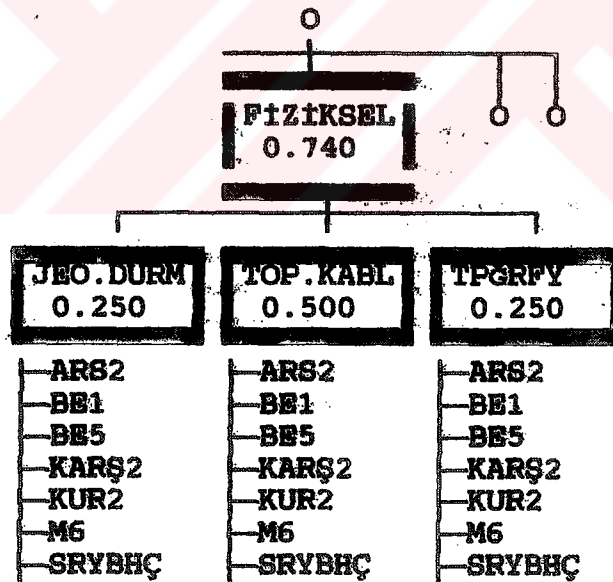 FİZİKSEL
0.740
JEO.DURM TOP.KABL TPGRFY
0.250 0.500 0.250
ARS2 ARS2 ARS2
BE1 BE1 BE1
BE5 BE5 BE5
KARŞ2 KARŞ2 KARŞ2
KUR2 KUR2 KUR2
M6 M6 M6
SRYBHÇ SRYBHÇ SRYBHÇ